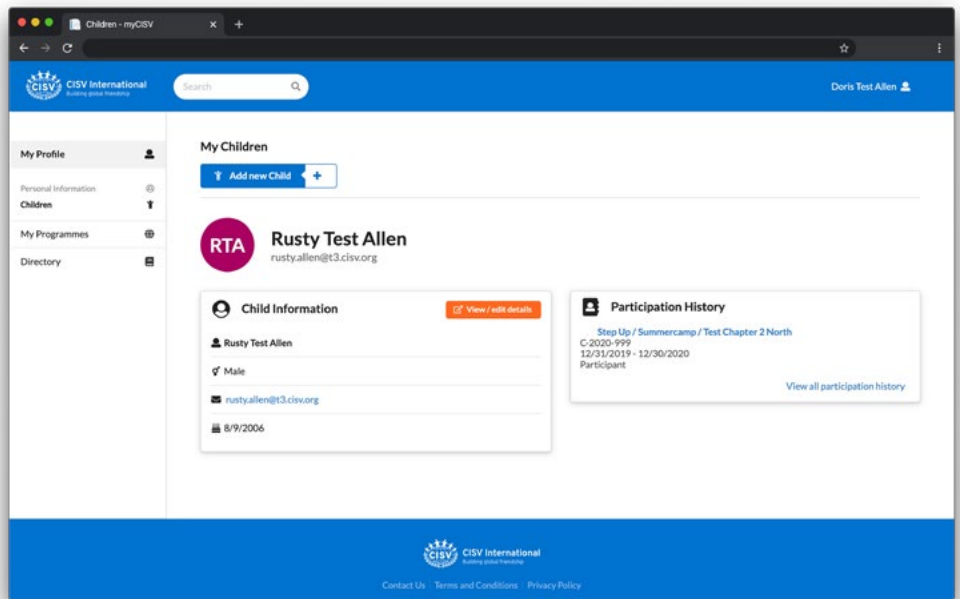 Children - myCISV
CISV CISV International
Building global friendship
Search
Doris Test Allen
My Profile
Personal Information
Children
My Programmes
Directory
My Children
Add new Child
RTA
Rusty Test Allen
rusty.allen@t3.cisv.org
Child Information
View / edit details
Rusty Test Allen
Male
rusty.allen@t3.cisv.org
8/9/2006
Participation History
Step Up / Summercamp / Test Chapter 2 North
C-2020-999
12/31/2019 - 12/30/2020
Participant
View all participation history
CISV CISV International
Building global friendship
Contact Us | Terms and Conditions | Privacy Policy